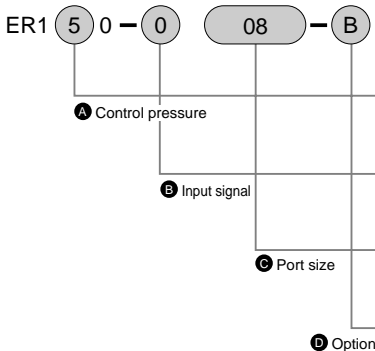 ER1 5 0 - 0 08 - B
A Control pressure
B Input signal
C Port size
D Option